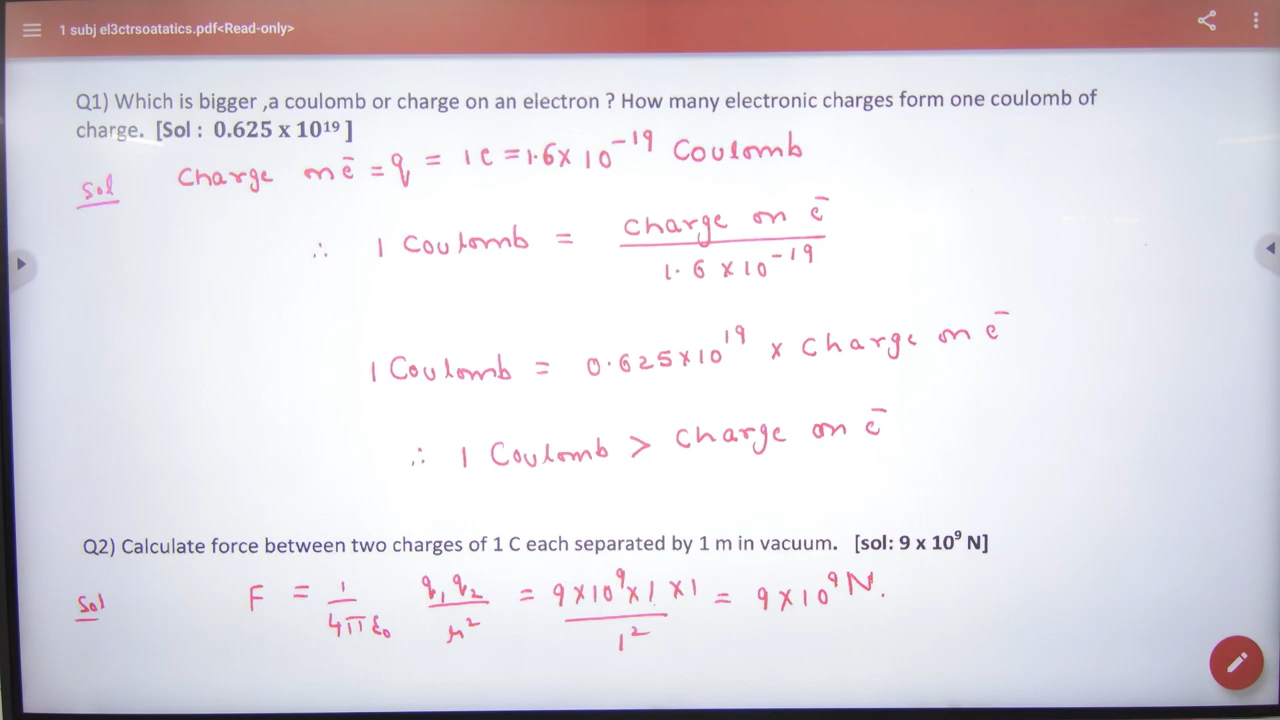 1 subj el3ctrsoatatics.pdf<Read-only>
Q1) Which is bigger ,a coulomb or charge on an electron ? How many electronic charges form one coulomb of
charge. [Sol : 0.625 x 10¹⁹ ]
Sol Charge on e̅ = q = 1e = 1.6 × 10⁻¹⁹ Coulomb
∴ 1 Coulomb = charge on e̅ / 1.6 × 10⁻¹⁹
1 Coulomb = 0.625×10¹⁹ × Charge on e̅
∴ 1 Coulomb > Charge on e̅
Q2) Calculate force between two charges of 1 C each separated by 1 m in vacuum. [sol: 9 x 10⁹ N]
Sol F = 1/4πε₀ q₁q₂/r² = 9×10⁹×1×1/1² = 9×10⁹ N.